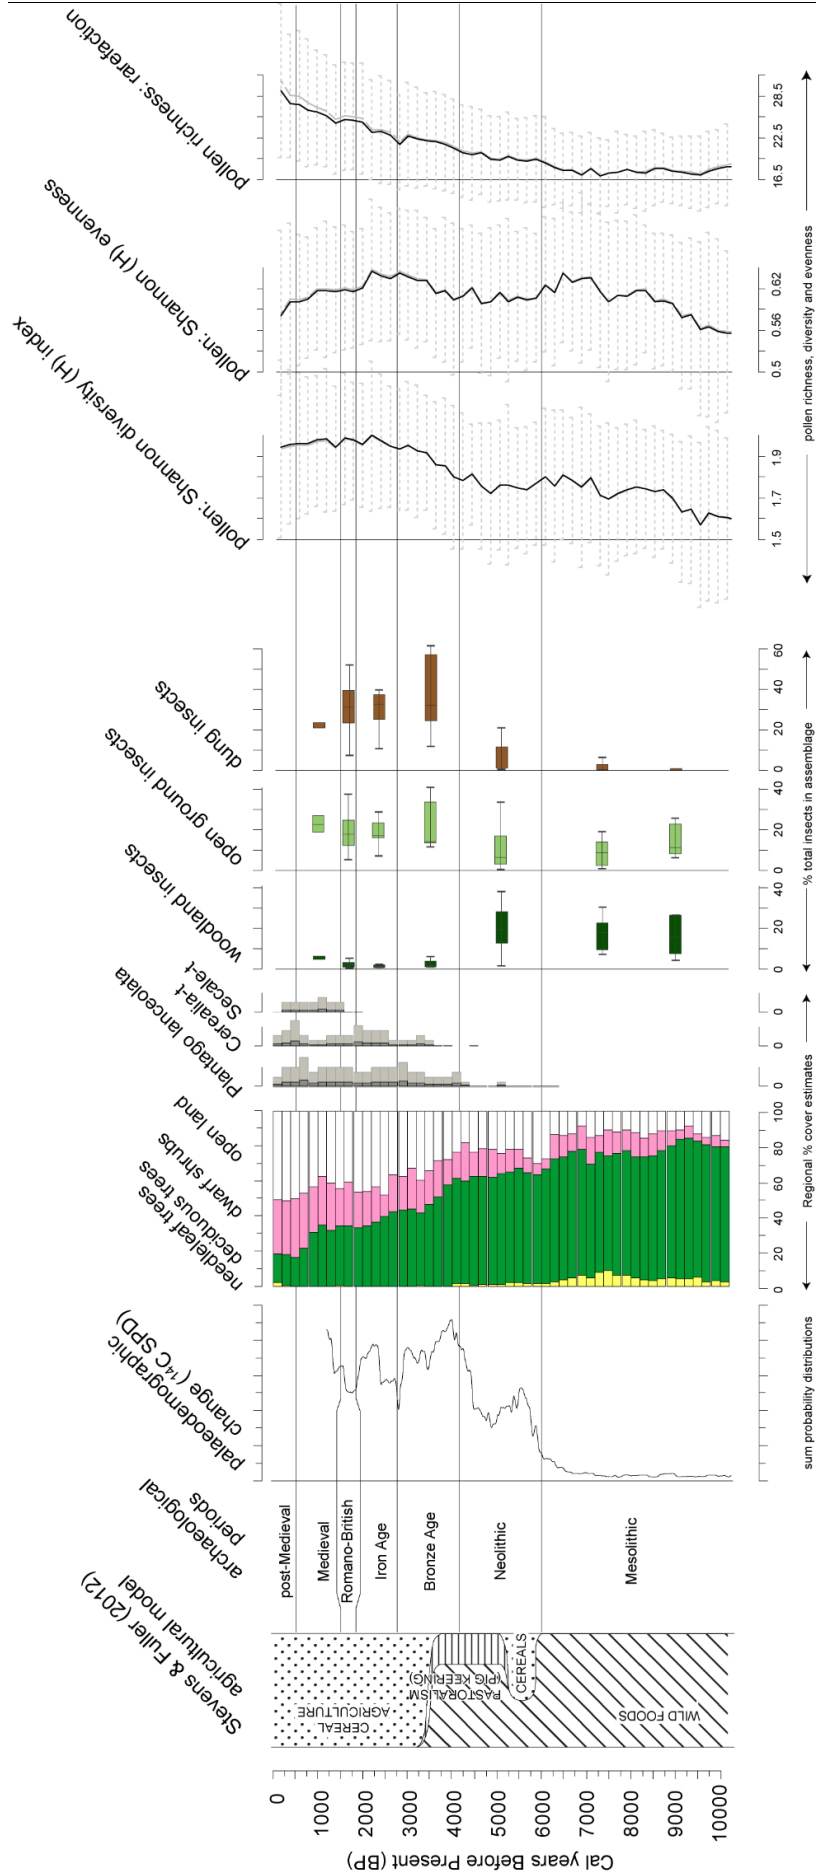 Cal years Before Present (BP)
0
1000
2000
3000
4000
5000
6000
7000
8000
9000
10000
Stevens & Fuller (2012)
agricultural model
CEREAL
AGRICULTURE
PASTORALISM
(PIG KEERING)
CEREALS
WILD FOODS
archaeological
periods
post-Medieval
Medieval
Romano-British
Iron Age
Bronze Age
Neolithic
Mesolithic
palaeodemographic
change (¹⁴C SPD)
sum probability distributions
needleleaf trees
deciduous trees
dwarf shrubs
open land
0
20
40
60
80
100
Plantago lanceolata
0
Cerealia-t
0
Secale-t
0
Regional % cover estimates
woodland insects
0
20
40
open ground insects
0
20
40
dung insects
0
20
40
60
% total insects in assemblage
pollen: Shannon diversity (H) index
1.5
1.7
1.9
pollen: Shannon (H) evenness
0.5
0.56
0.62
pollen richness: rarefaction
16.5
22.5
28.5
pollen richness, diversity and evenness